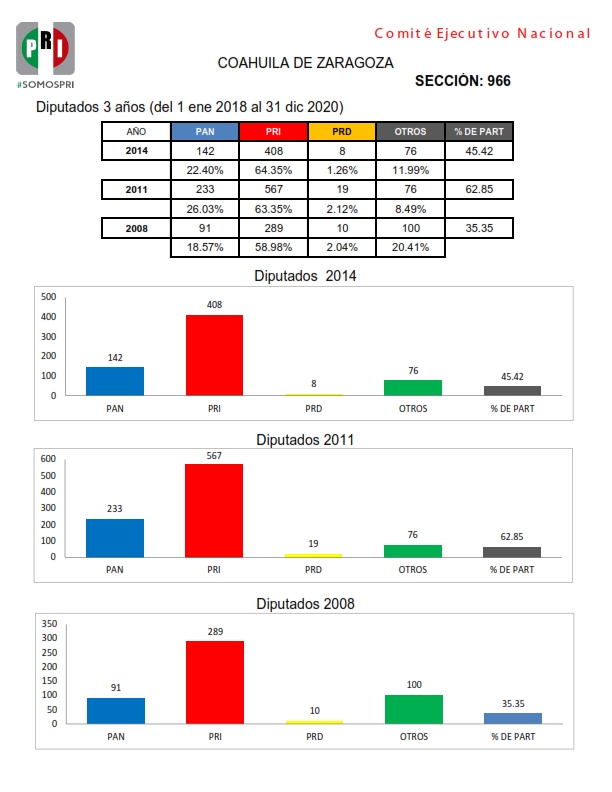 PRI
#SOMOSPRI
Comité Ejecutivo Nacional
COAHUILA DE ZARAGOZA
SECCIÓN: 966
Diputados 3 años (del 1 ene 2018 al 31 dic 2020)
AÑO PAN PRI PRD OTROS % DE PART
2014 142 408 8 76 45.42
22.40% 64.35% 1.26% 11.99%
2011 233 567 19 76 62.85
26.03% 63.35% 2.12% 8.49%
2008 91 289 10 100 35.35
18.57% 58.98% 2.04% 20.41%
Diputados 2014
500
400
300
200
100
0
142 408 8 76 45.42
PAN PRI PRD OTROS % DE PART
Diputados 2011
600
500
400
300
200
100
0
233 567 19 76 62.85
PAN PRI PRD OTROS % DE PART
Diputados 2008
350
300
250
200
150
100
50
0
91 289 10 100 35.35
PAN PRI PRD OTROS % DE PART